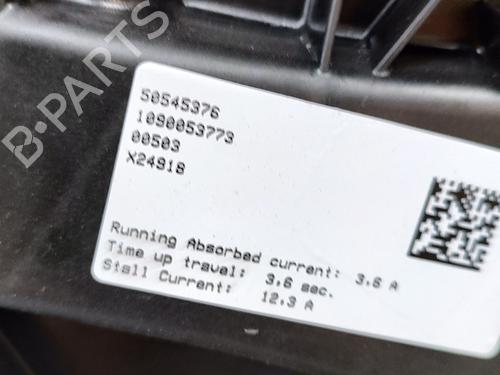 B-PARTS
50545376
1090053773
00503
X24918
Running Absorbed current: 3.6 A
Time up travel: 3.6 sec.
Stall Current: 12.3 A